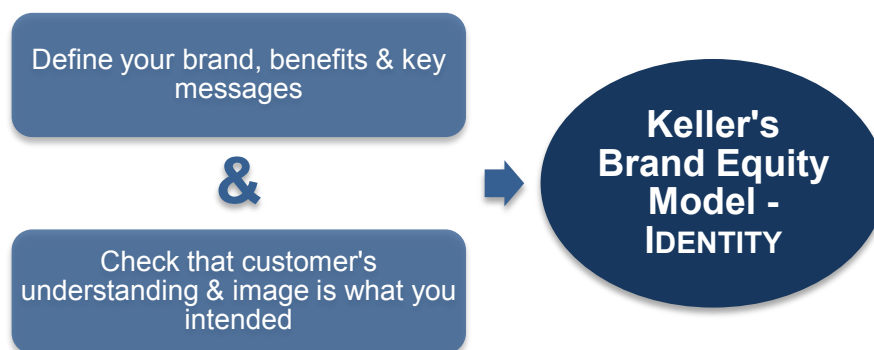 Define your brand, benefits & key
messages
&
Check that customer's
understanding & image is what you
intended
Keller's
Brand Equity
Model -
IDENTITY